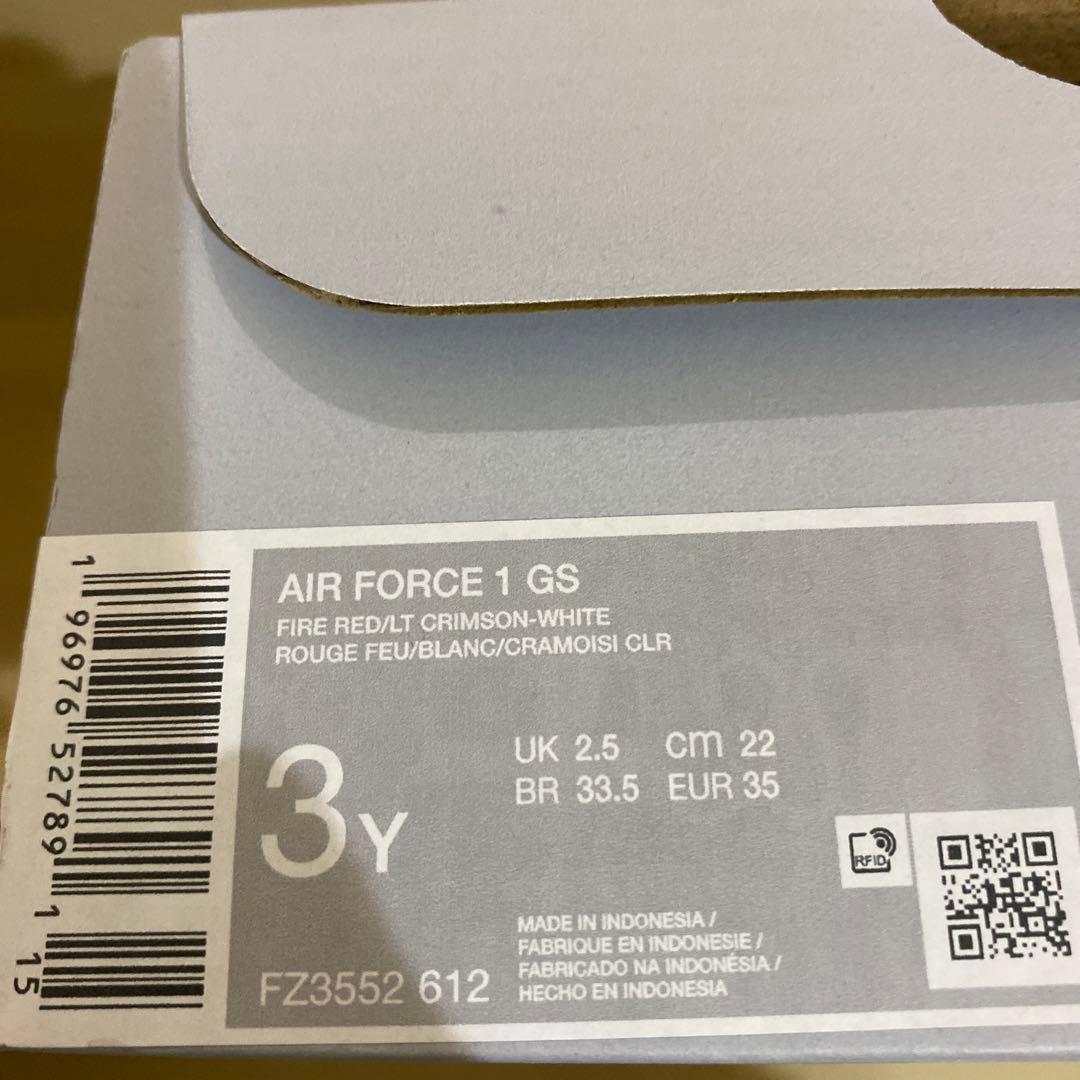 AIR FORCE 1 GS
FIRE RED/LT CRIMSON-WHITE
ROUGE FEU/BLANC/CRAMOISI CLR
3Y
UK 2.5 cm 22
BR 33.5 EUR 35
RFID
MADE IN INDONESIA /
FABRIQUE EN INDONESIE /
FABRICADO NA INDONÉSIA /
HECHO EN INDONESIA
FZ3552 612
1 96976 52789 1 15